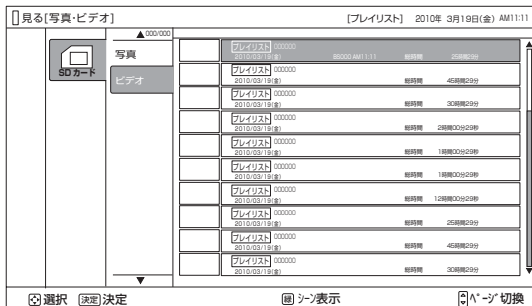 見る[写真･ビデオ]
[プレイリスト] 2010年 3月19日(金) AM11:11
000/000
SDカード
写真
ビデオ
プレイリスト 000000
2010/03/19(金) BS000 AM11:11 総時間 25時間29分
プレイリスト 000000
2010/03/19(金) 総時間 45時間29分
プレイリスト 000000
2010/03/19(金) 総時間 30時間29分
プレイリスト 000000
2010/03/19(金) 総時間 2時間00分29秒
プレイリスト 000000
2010/03/19(金) 総時間 1時間00分29秒
プレイリスト 000000
2010/03/19(金) 総時間 1時間00分29秒
プレイリスト 000000
2010/03/19(金) 総時間 12時間00分29秒
プレイリスト 000000
2010/03/19(金) 総時間 25時間29分
プレイリスト 000000
2010/03/19(金) 総時間 45時間29分
プレイリスト 000000
2010/03/19(金) 総時間 30時間29分
選択 決定 決定 緑 シーン表示 ページ切換